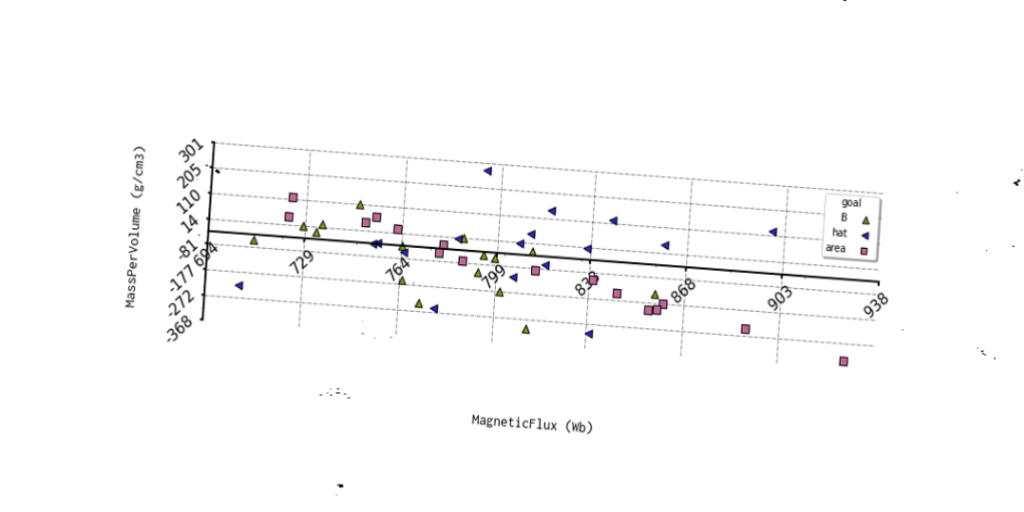 301
205
110
14
-81
-177
-272
-368
MassPerVolume (g/cm3)
694
729
764
799
833
868
903
938
MagneticFlux (Wb)
goal
B
hat
area